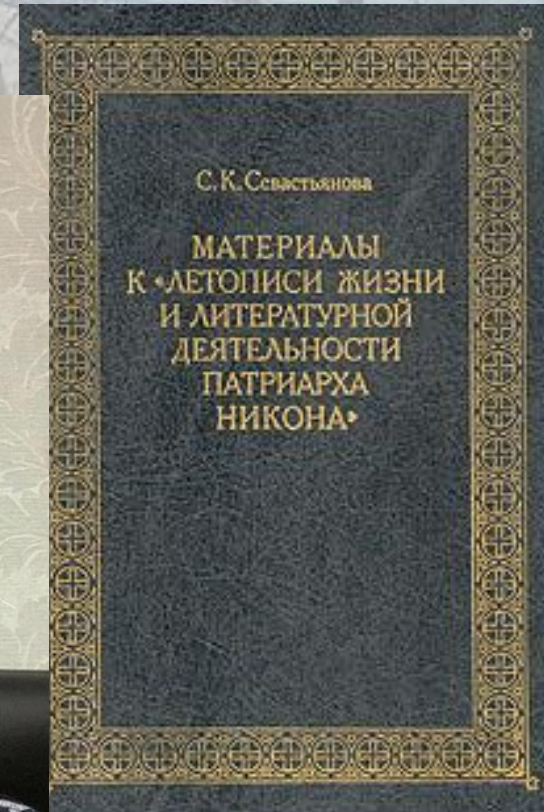 С. К. Севастьянова
МАТЕРИАЛЫ
К «ЛЕТОПИСИ ЖИЗНИ
И ЛИТЕРАТУРНОЙ
ДЕЯТЕЛЬНОСТИ
ПАТРИАРХА
НИКОНА»